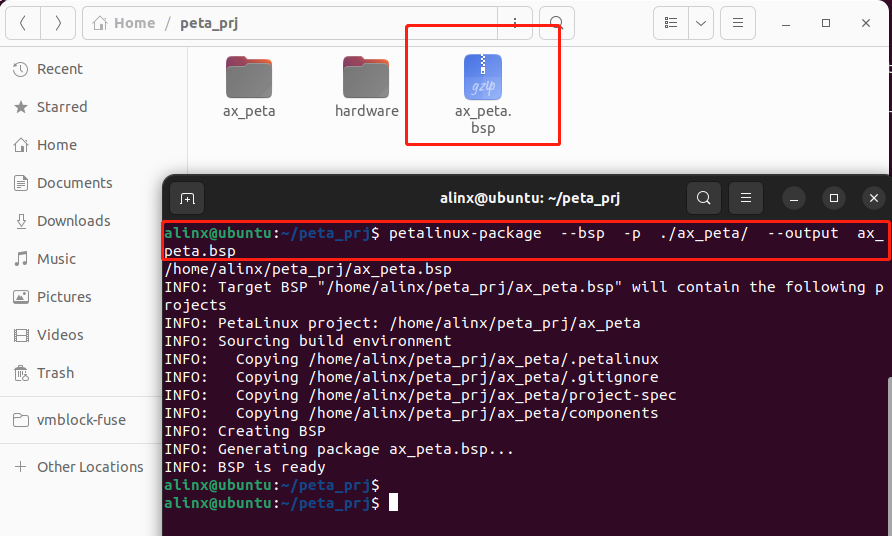 Home / peta_prj
Recent
Starred
Home
Documents
Downloads
Music
Pictures
Videos
Trash
vmblock-fuse
Other Locations
ax_peta
hardware
gzip
ax_peta.
bsp
alinx@ubuntu: ~/peta_prj
alinx@ubuntu:~/peta_prj$ petalinux-package  --bsp  -p  ./ax_peta/  --output  ax_
peta.bsp
/home/alinx/peta_prj/ax_peta.bsp
INFO: Target BSP "/home/alinx/peta_prj/ax_peta.bsp" will contain the following p
rojects
INFO: PetaLinux project: /home/alinx/peta_prj/ax_peta
INFO: Sourcing build environment
INFO:   Copying /home/alinx/peta_prj/ax_peta/.petalinux
INFO:   Copying /home/alinx/peta_prj/ax_peta/.gitignore
INFO:   Copying /home/alinx/peta_prj/ax_peta/project-spec
INFO:   Copying /home/alinx/peta_prj/ax_peta/components
INFO: Creating BSP
INFO: Generating package ax_peta.bsp...
INFO: BSP is ready
alinx@ubuntu:~/peta_prj$
alinx@ubuntu:~/peta_prj$